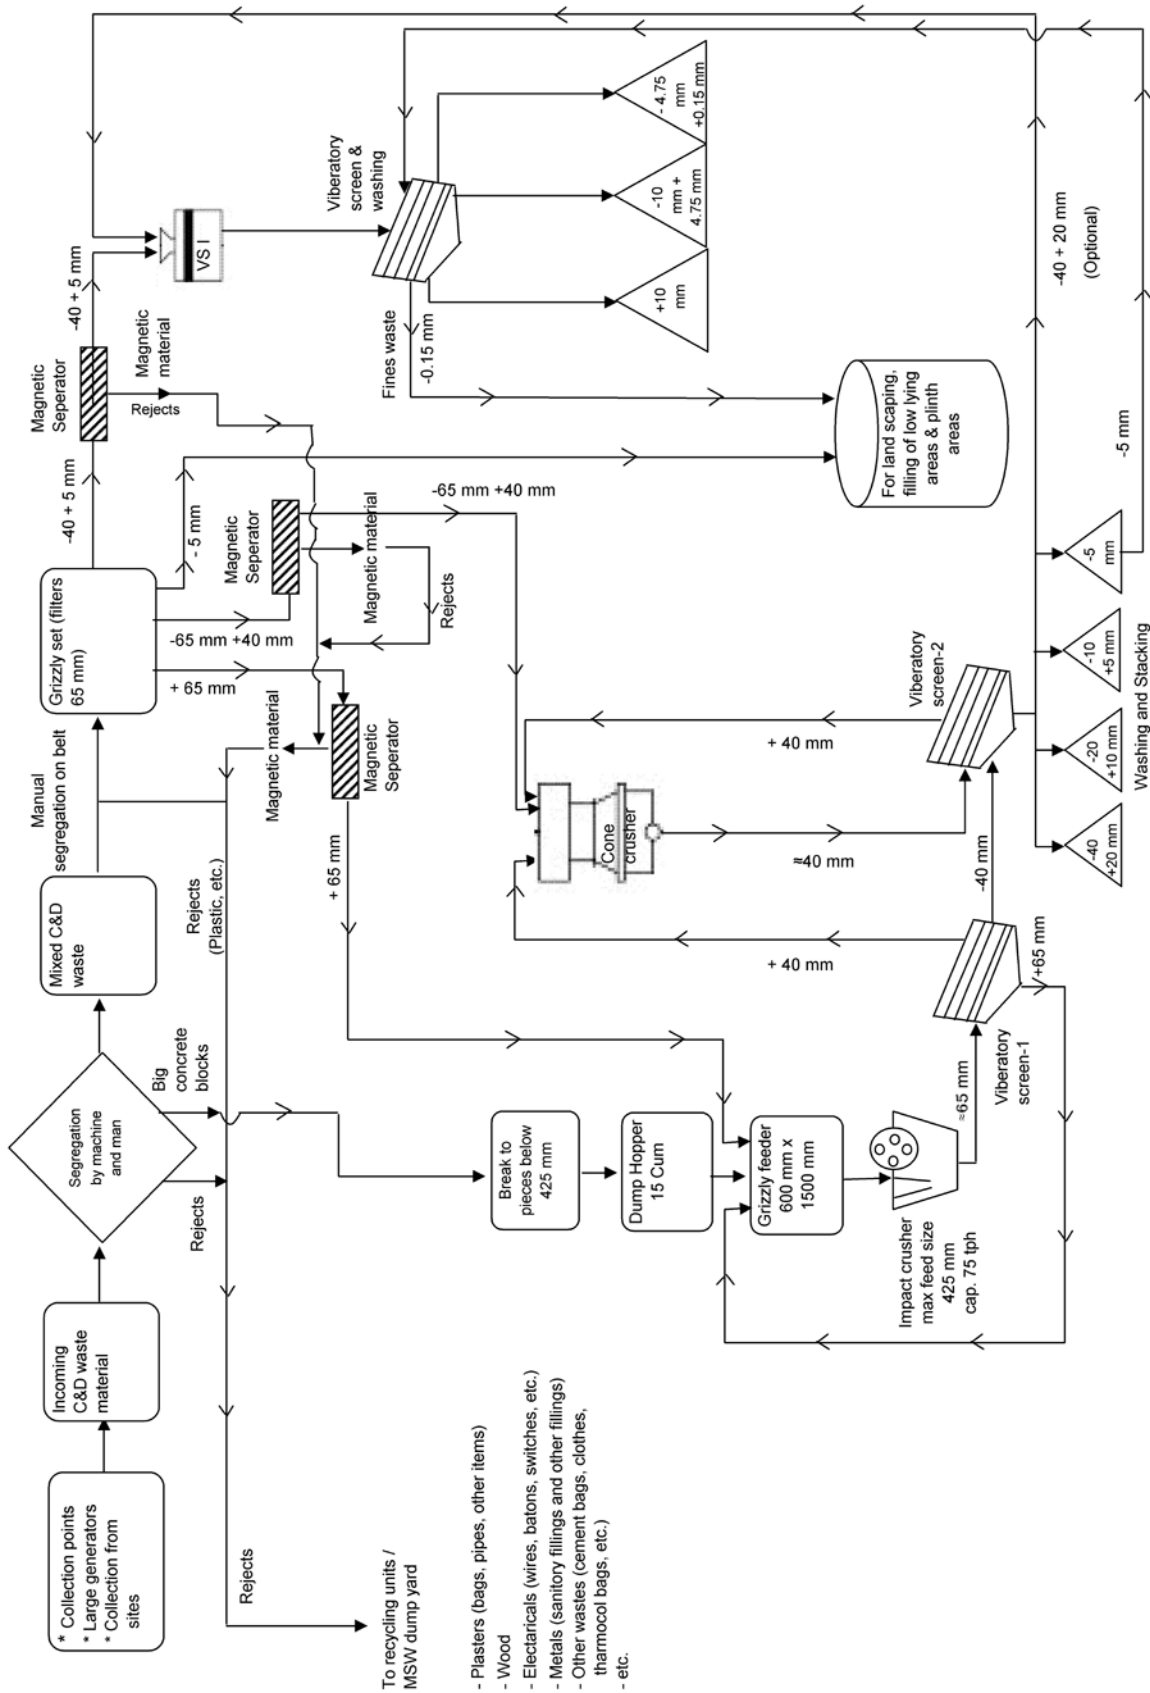 * Collection points
* Large generators
* Collection from
sites
Incoming
C&D waste
material
Segregation
by machine
and man
Mixed C&D
waste
Manual
segregation on belt
Grizzly set (filters
65 mm)
-40 + 5 mm
Magnetic
Seperator
-40 + 5 mm
Magnetic
material
Rejects
VS I
Rejects
Big
concrete
blocks
Rejects
(Plastic, etc.)
Magnetic material
+ 65 mm
-65 mm +40 mm
- 5 mm
Magnetic
Seperator
Magnetic material
Rejects
-65 mm +40 mm
Magnetic
Seperator
+ 65 mm
Viberatory
screen &
washing
Fines waste
-0.15 mm
+10
mm
-10
mm +
4.75 mm
- 4.75
mm
+0.15 mm
Rejects
To recycling units /
MSW dump yard
- Plasters (bags, pipes, other items)
- Wood
- Electaricals (wires, batons, switches, etc.)
- Metals (sanitory fillings and other fillings)
- Other wastes (cement bags, clothes,
tharmocol bags, etc.)
- etc.
Break to
pieces below
425 mm
Dump Hopper
15 Cum
Grizzly feeder
600 mm x
1500 mm
Impact crusher
max feed size
425 mm
cap. 75 tph
≈65 mm
Viberatory
screen-1
+65 mm
+ 40 mm
-40 mm
Cone
crusher
≈40 mm
+ 40 mm
Viberatory
screen-2
For land scaping,
filling of low lying
areas & plinth
areas
-40 + 20 mm
(Optional)
-40
+20 mm
-20
+10 mm
-10
+5 mm
-5
mm
-5 mm
Washing and Stacking